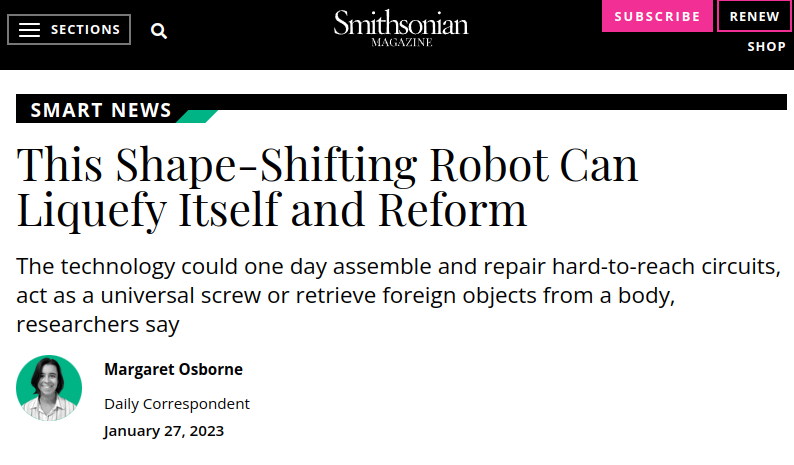 SECTIONS
Smithsonian
MAGAZINE
SUBSCRIBE
RENEW
SHOP
SMART NEWS
This Shape-Shifting Robot Can
Liquefy Itself and Reform
The technology could one day assemble and repair hard-to-reach circuits,
act as a universal screw or retrieve foreign objects from a body,
researchers say
Margaret Osborne
Daily Correspondent
January 27, 2023